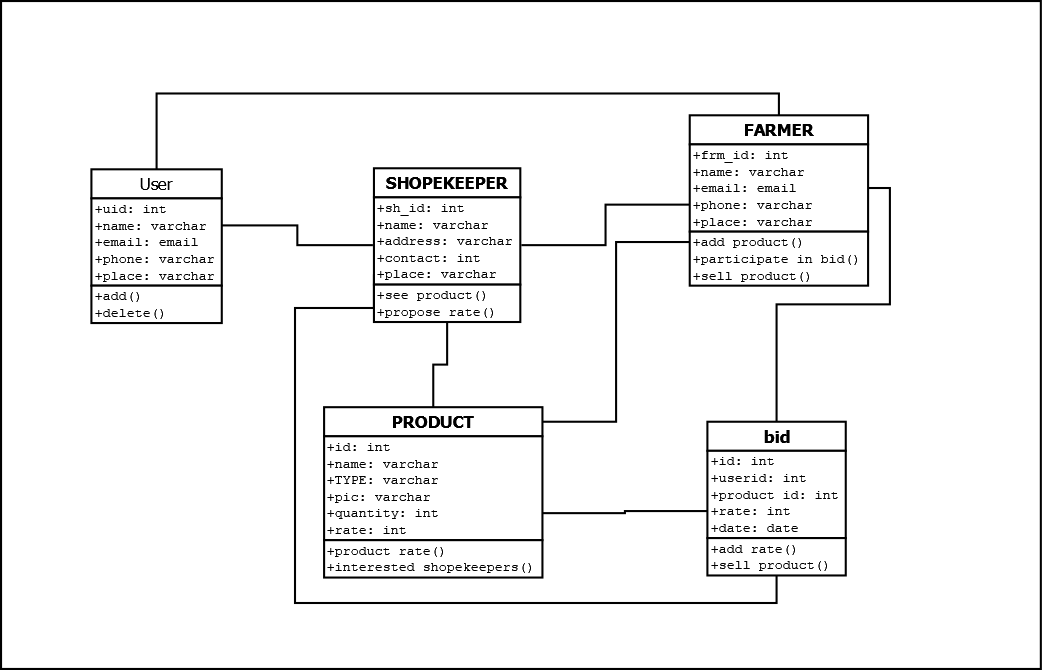 FARMER
+frm_id: int
+name: varchar
+email: email
+phone: varchar
+place: varchar
+add product()
+participate in bid()
+sell product()
User
+uid: int
+name: varchar
+email: email
+phone: varchar
+place: varchar
+add()
+delete()
SHOPEKEEPER
+sh_id: int
+name: varchar
+address: varchar
+contact: int
+place: varchar
+see product()
+propose rate()
PRODUCT
+id: int
+name: varchar
+TYPE: varchar
+pic: varchar
+quantity: int
+rate: int
+product rate()
+interested shopekeepers()
bid
+id: int
+userid: int
+product id: int
+rate: int
+date: date
+add rate()
+sell product()